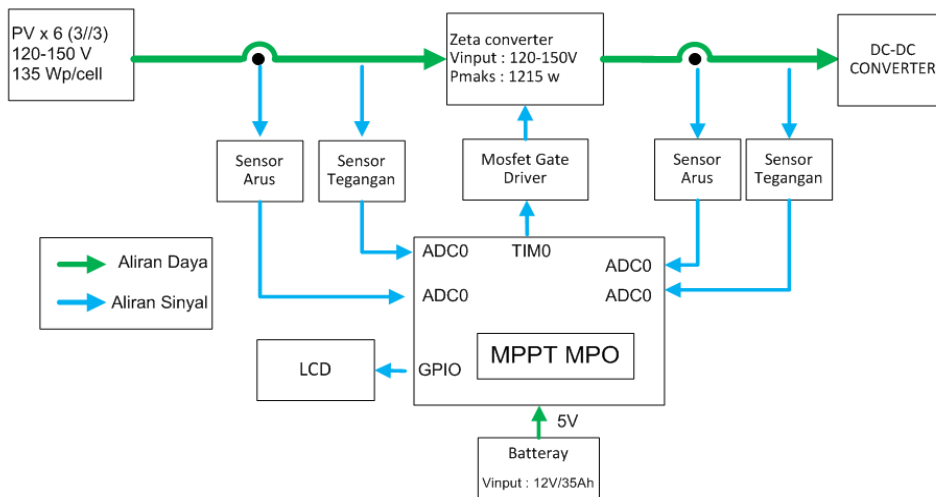 PV x 6 (3//3)
120-150 V
135 Wp/cell
Zeta converter
Vinput : 120-150V
Pmaks : 1215 w
DC-DC
CONVERTER
Sensor
Arus
Sensor
Tegangan
Mosfet Gate
Driver
Sensor
Arus
Sensor
Tegangan
Aliran Daya
Aliran Sinyal
ADC0
TIM0
ADC0
ADC0
ADC0
MPPT MPO
LCD
GPIO
5V
Batteray
Vinput : 12V/35Ah